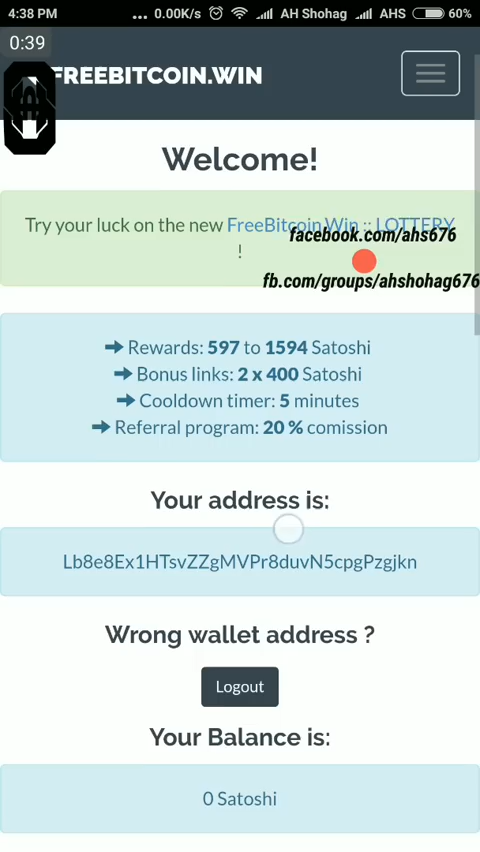 4:38 PM ... 0.00K/s AH Shohag AHS 60%
0:39
FREEBITCOIN.WIN
Welcome!
Try your luck on the new FreeBitcoin.Win :: LOTTERY
facebook.com/ahs676
!
fb.com/groups/ahshohag676
Rewards: 597 to 1594 Satoshi
Bonus links: 2 x 400 Satoshi
Cooldown timer: 5 minutes
Referral program: 20 % comission
Your address is:
Lb8e8Ex1HTsvZZgMVPr8duvN5cpgPzgjkn
Wrong wallet address ?
Logout
Your Balance is:
0 Satoshi